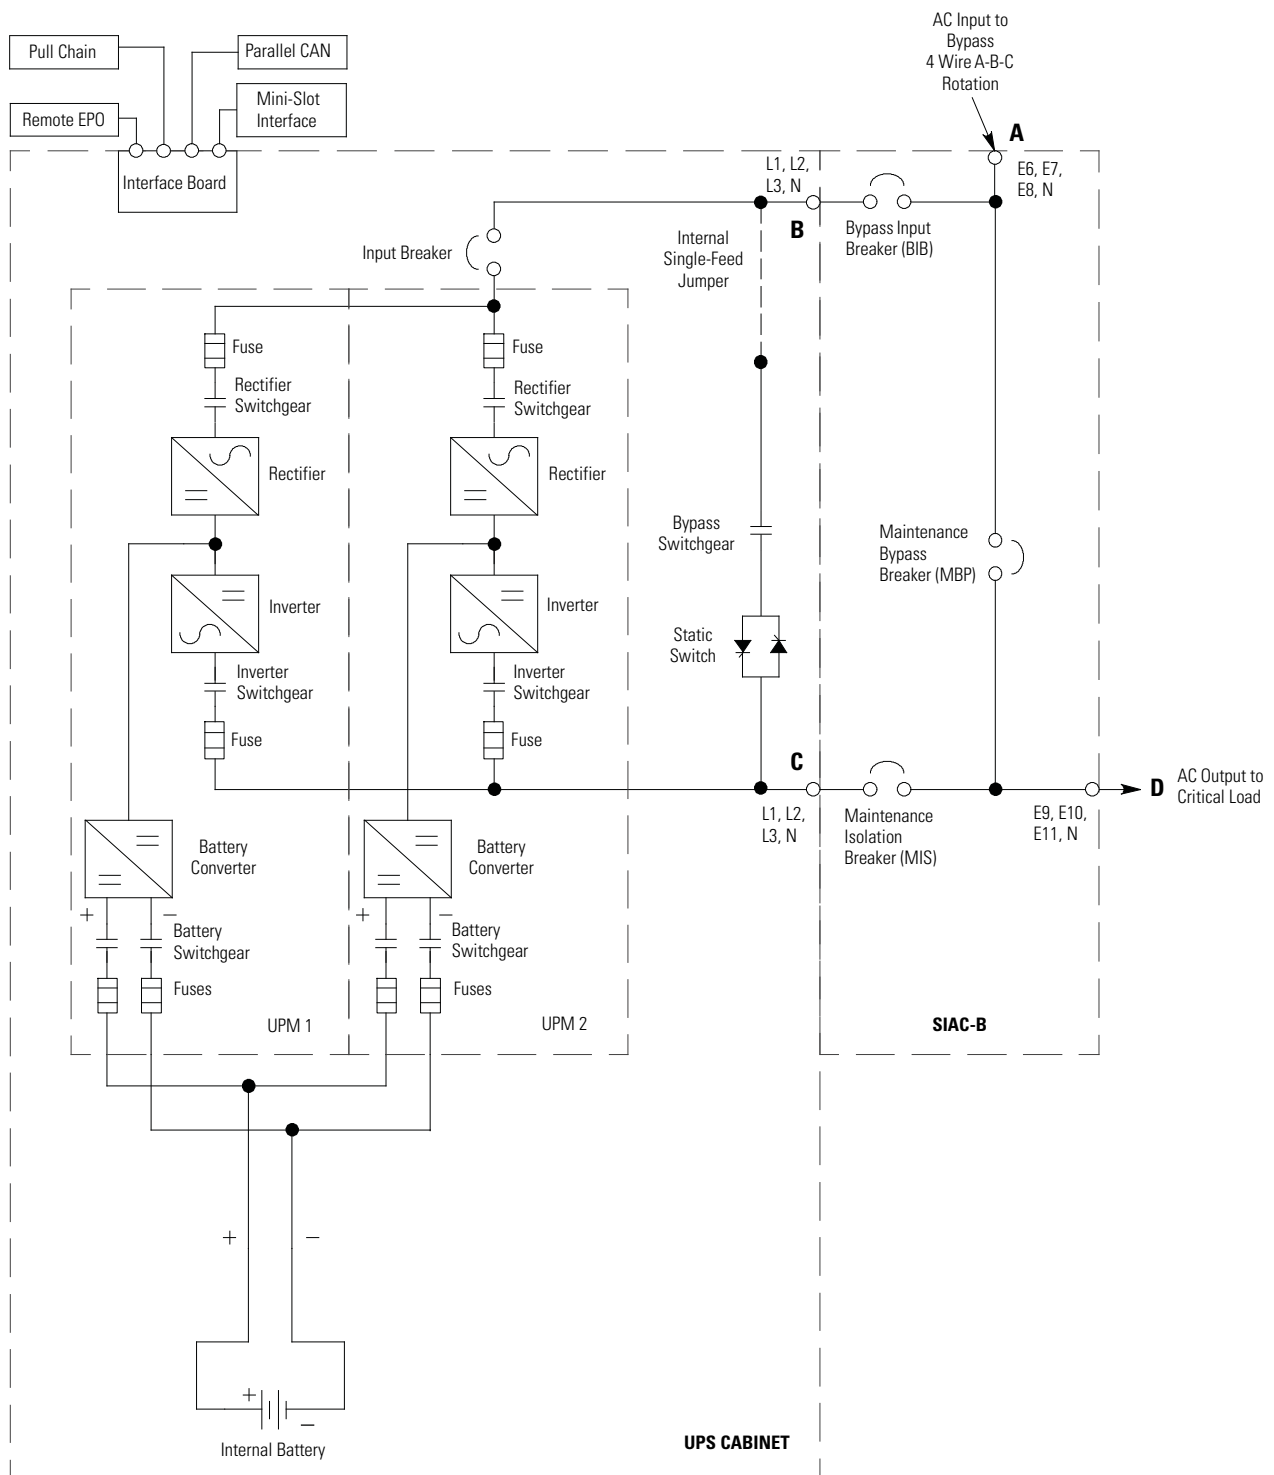 AC Input to
Bypass
4 Wire A-B-C
Rotation
Pull Chain
Parallel CAN
Remote EPO
Mini-Slot
Interface
Interface Board
A
L1, L2,
L3, N
E6, E7,
E8, N
B
Internal
Single-Feed
Jumper
Bypass Input
Breaker (BIB)
Input Breaker
Fuse
Fuse
Rectifier
Switchgear
Rectifier
Switchgear
Rectifier
Rectifier
Bypass
Switchgear
Maintenance
Bypass
Breaker (MBP)
Inverter
Inverter
Static
Switch
Inverter
Switchgear
Inverter
Switchgear
Fuse
Fuse
C
D
AC Output to
Critical Load
L1, L2,
L3, N
Maintenance
Isolation
Breaker (MIS)
E9, E10,
E11, N
Battery
Converter
Battery
Converter
+
–
+
–
Battery
Switchgear
Battery
Switchgear
Fuses
Fuses
UPM 1
UPM 2
SIAC-B
+
–
+
–
Internal Battery
UPS CABINET